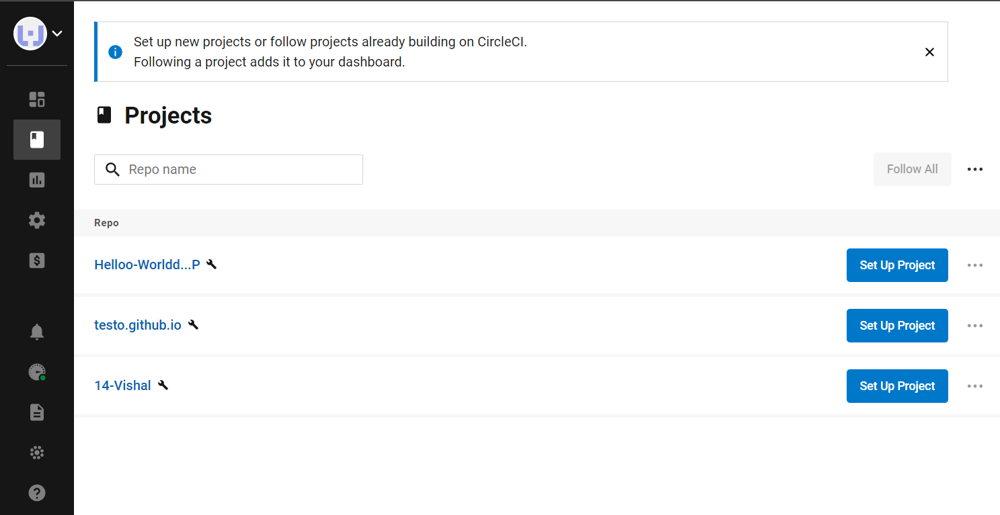 Set up new projects or follow projects already building on CircleCI.
Following a project adds it to your dashboard.
Projects
Repo name
Follow All
Repo
Helloo-Worldd...P
Set Up Project
testo.github.io
Set Up Project
14-Vishal
Set Up Project